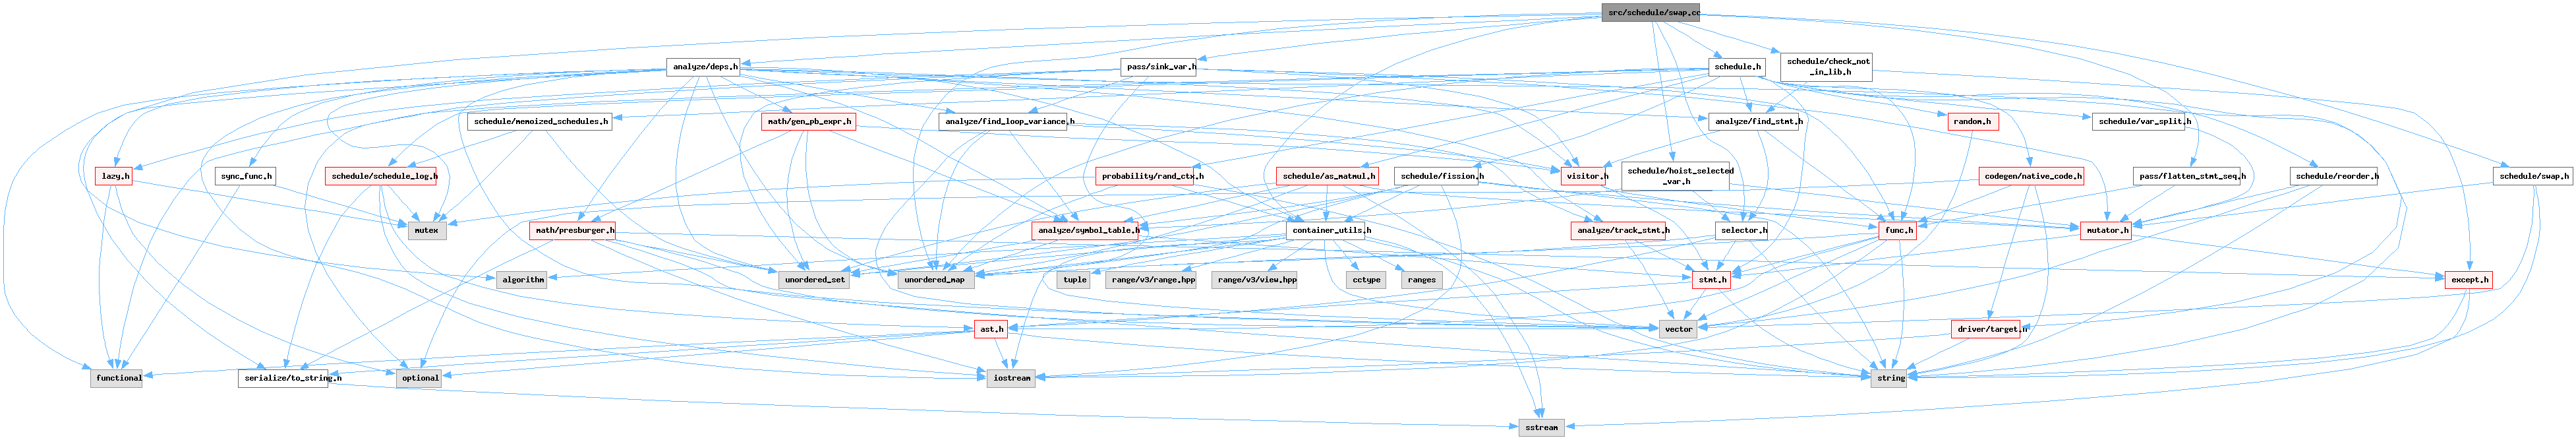 src/schedule/swap.cc
analyze/deps.h
pass/sink_var.h
schedule.h
schedule/check_not
_in_lib.h
schedule/memoized_schedules.h
math/gen_pb_expr.h
analyze/find_loop_variance.h
analyze/find_stmt.h
random.h
schedule/var_split.h
lazy.h
sync_func.h
schedule/schedule_log.h
probability/rand_ctx.h
schedule/as_matmul.h
schedule/fission.h
visitor.h
schedule/hoist_selected
_var.h
codegen/native_code.h
pass/flatten_stmt_seq.h
schedule/reorder.h
schedule/swap.h
mutex
math/presburger.h
analyze/symbol_table.h
container_utils.h
analyze/track_stmt.h
selector.h
func.h
mutator.h
algorithm
unordered_set
unordered_map
tuple
range/v3/range.hpp
range/v3/view.hpp
cctype
ranges
stmt.h
except.h
ast.h
vector
driver/target.h
functional
serialize/to_string.h
optional
iostream
string
sstream